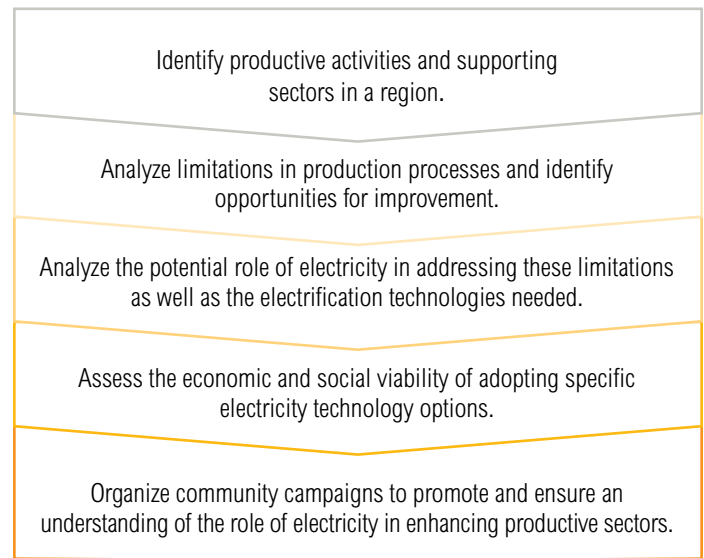 Identify productive activities and supporting
sectors in a region.
Analyze limitations in production processes and identify
opportunities for improvement.
Analyze the potential role of electricity in addressing these limitations
as well as the electrification technologies needed.
Assess the economic and social viability of adopting specific
electricity technology options.
Organize community campaigns to promote and ensure an
understanding of the role of electricity in enhancing productive sectors.